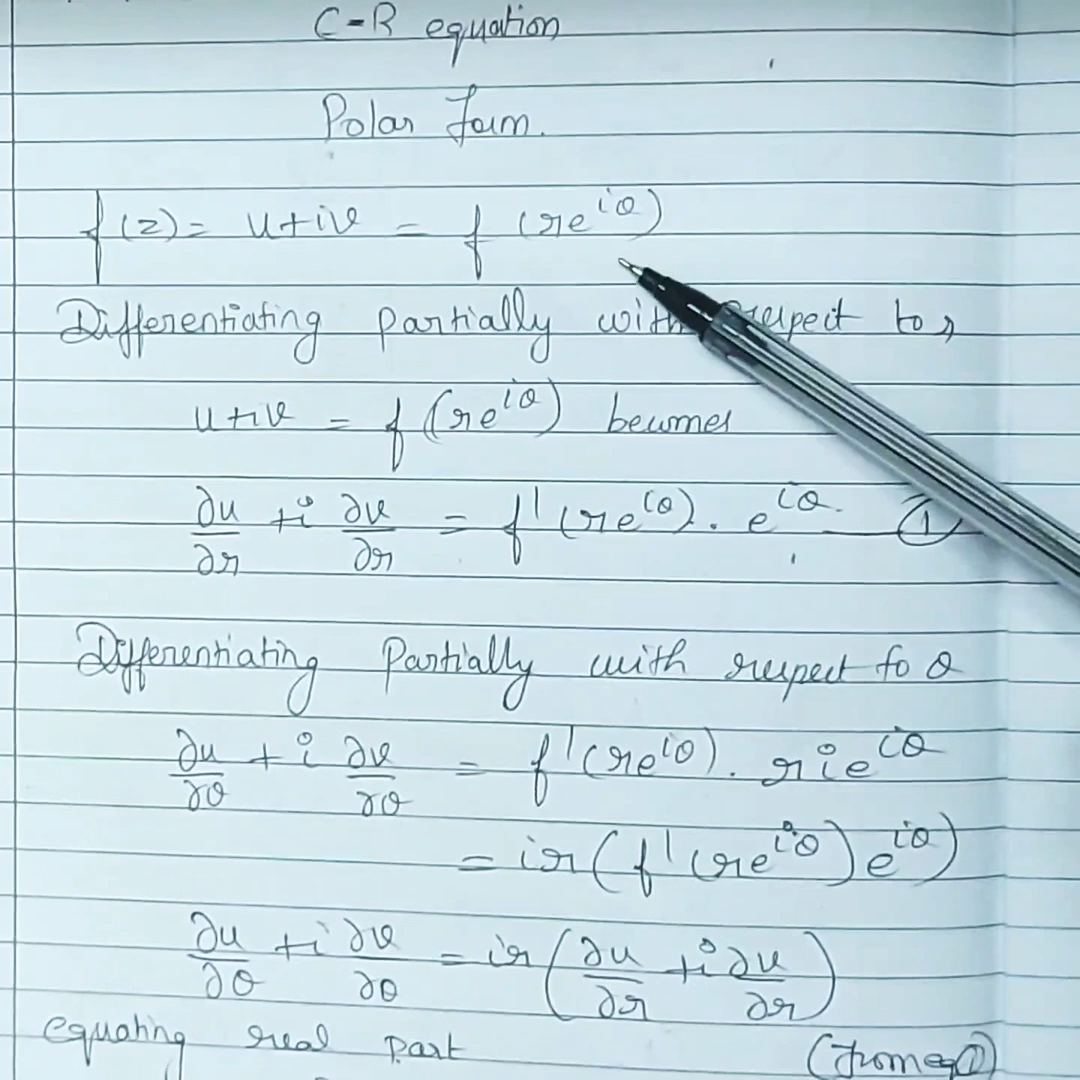 C-R equation
Polar Form.
f(z) = u+iv = f(re^{iθ})
Differentiating partially with respect to r
u+iv = f(re^{iθ}) becomes
∂u/∂r + i ∂v/∂r = f'(re^{iθ}). e^{iθ}. ①
Differentiating Partially with respect to θ
∂u/∂θ + i ∂v/∂θ = f'(re^{iθ}). rie^{iθ}
= ir(f'(re^{iθ})e^{iθ})
∂u/∂θ + i ∂v/∂θ = ir(∂u/∂r + i ∂v/∂r)
equating real part (from eq ①)